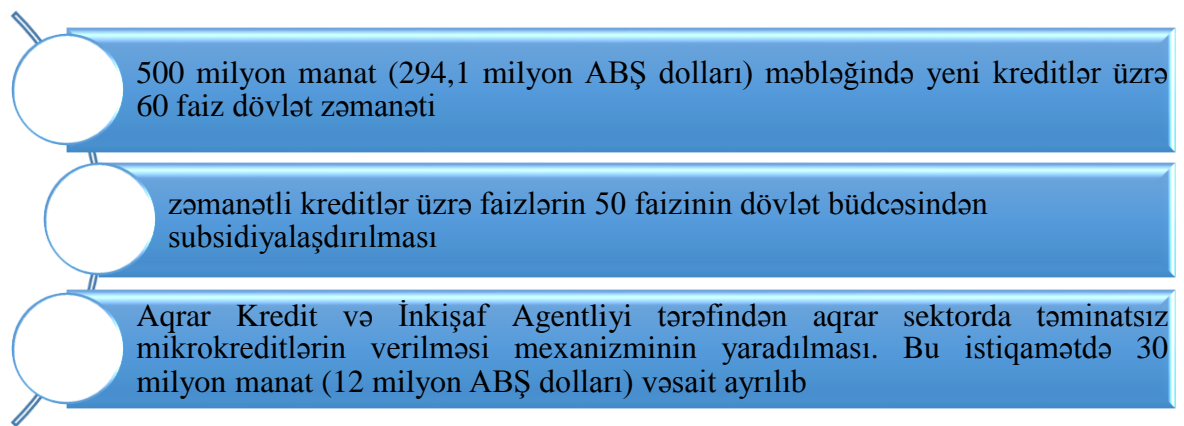 500 milyon manat (294,1 milyon ABŞ dolları) məbləğində yeni kreditlər üzrə
60 faiz dövlət zəmanəti
zəmanətli kreditlər üzrə faizlərin 50 faizinin dövlət büdcəsindən
subsidiyalaşdırılması
Aqrar Kredit və İnkişaf Agentliyi tərəfindən aqrar sektorda təminatsız
mikrokreditlərin verilməsi mexanizminin yaradılması. Bu istiqamətdə 30
milyon manat (12 milyon ABŞ dolları) vəsait ayrılıb